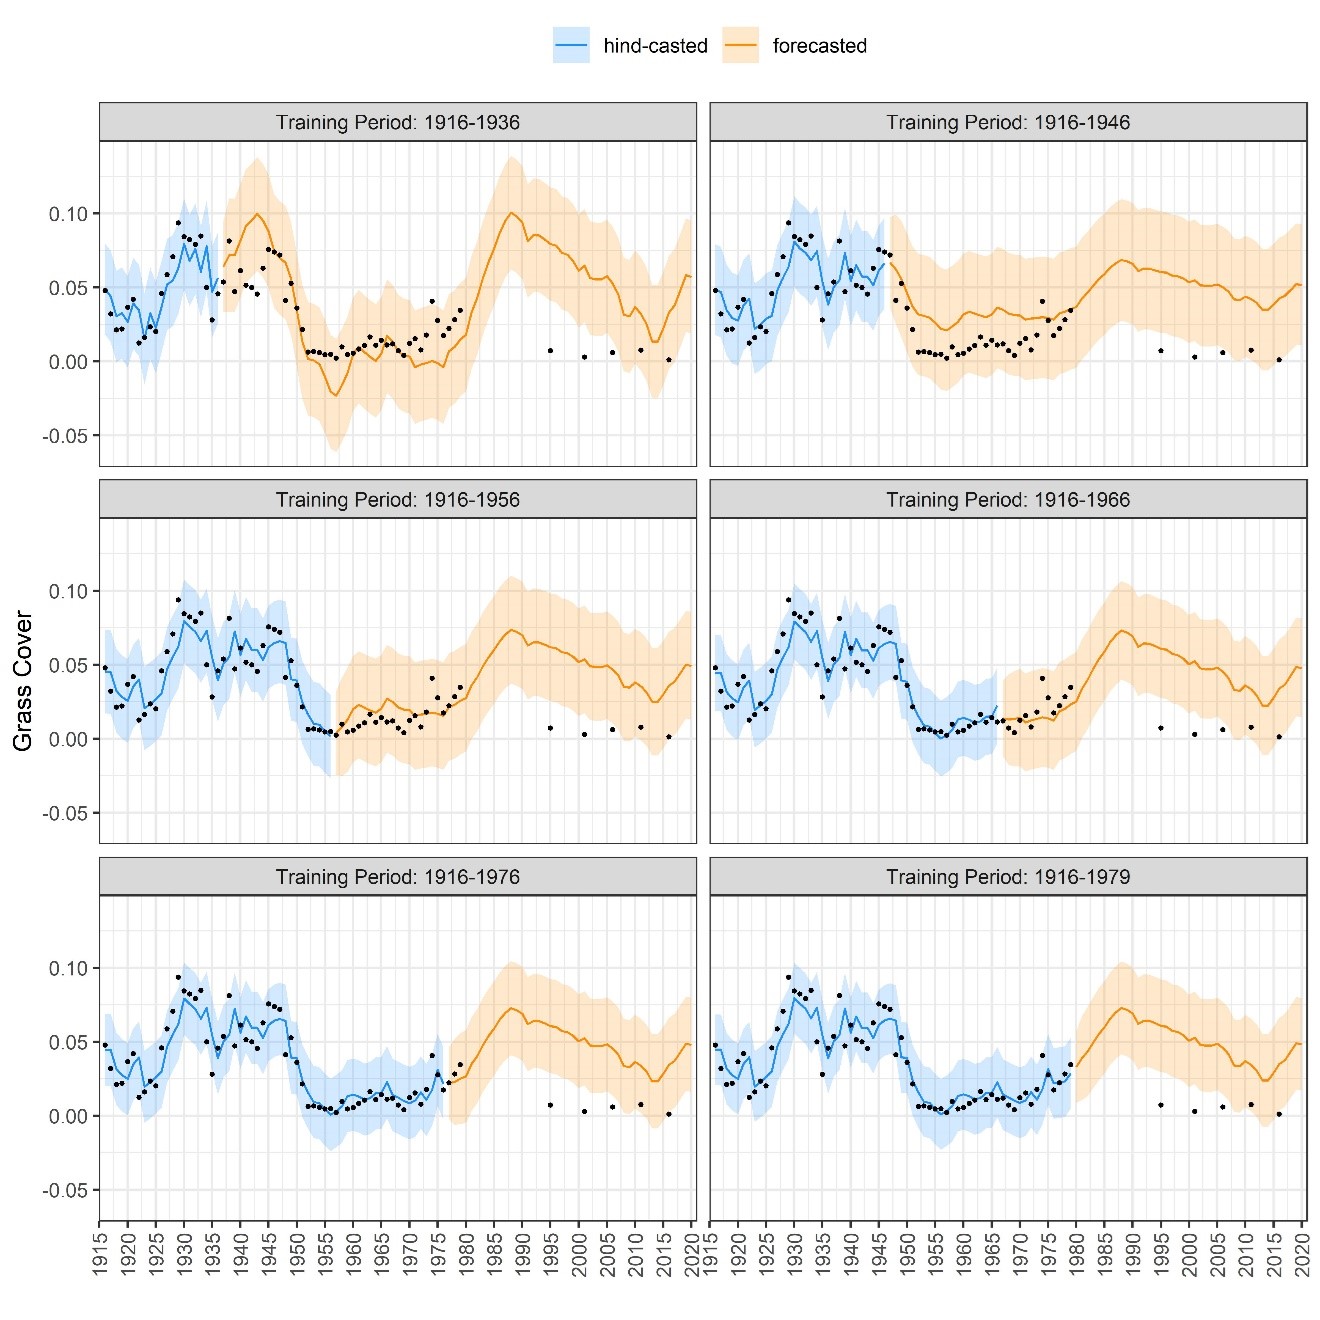 hind-casted forecasted
Training Period: 1916-1936
Training Period: 1916-1946
0.10
0.05
0.00
-0.05
Training Period: 1916-1956
Training Period: 1916-1966
0.10
0.05
0.00
-0.05
Grass Cover
Training Period: 1916-1976
Training Period: 1916-1979
0.10
0.05
0.00
-0.05
1915 1920 1925 1930 1935 1940 1945 1950 1955 1960 1965 1970 1975 1980 1985 1990 1995 2000 2005 2010 2015 2020
1915 1920 1925 1930 1935 1940 1945 1950 1955 1960 1965 1970 1975 1980 1985 1990 1995 2000 2005 2010 2015 2020